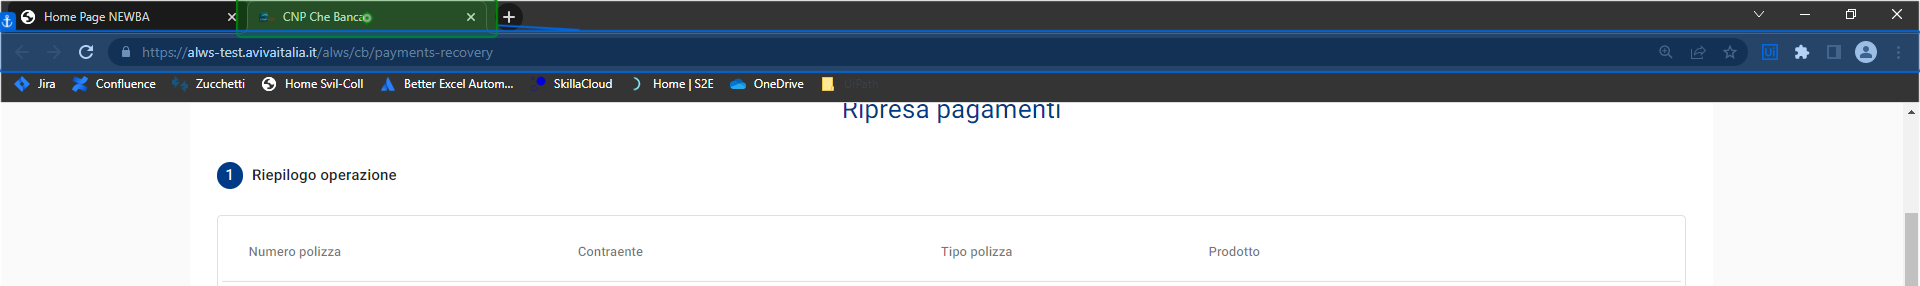 Home Page NEWBA
CNP Che Banca
https://alws-test.avivaitalia.it/alws/cb/payments-recovery
Jira
Confluence
Zucchetti
Home Svil-Coll
Better Excel Autom...
SkillaCloud
Home | S2E
OneDrive
UiPath
Ripresa pagamenti
1 Riepilogo operazione
Numero polizza
Contraente
Tipo polizza
Prodotto